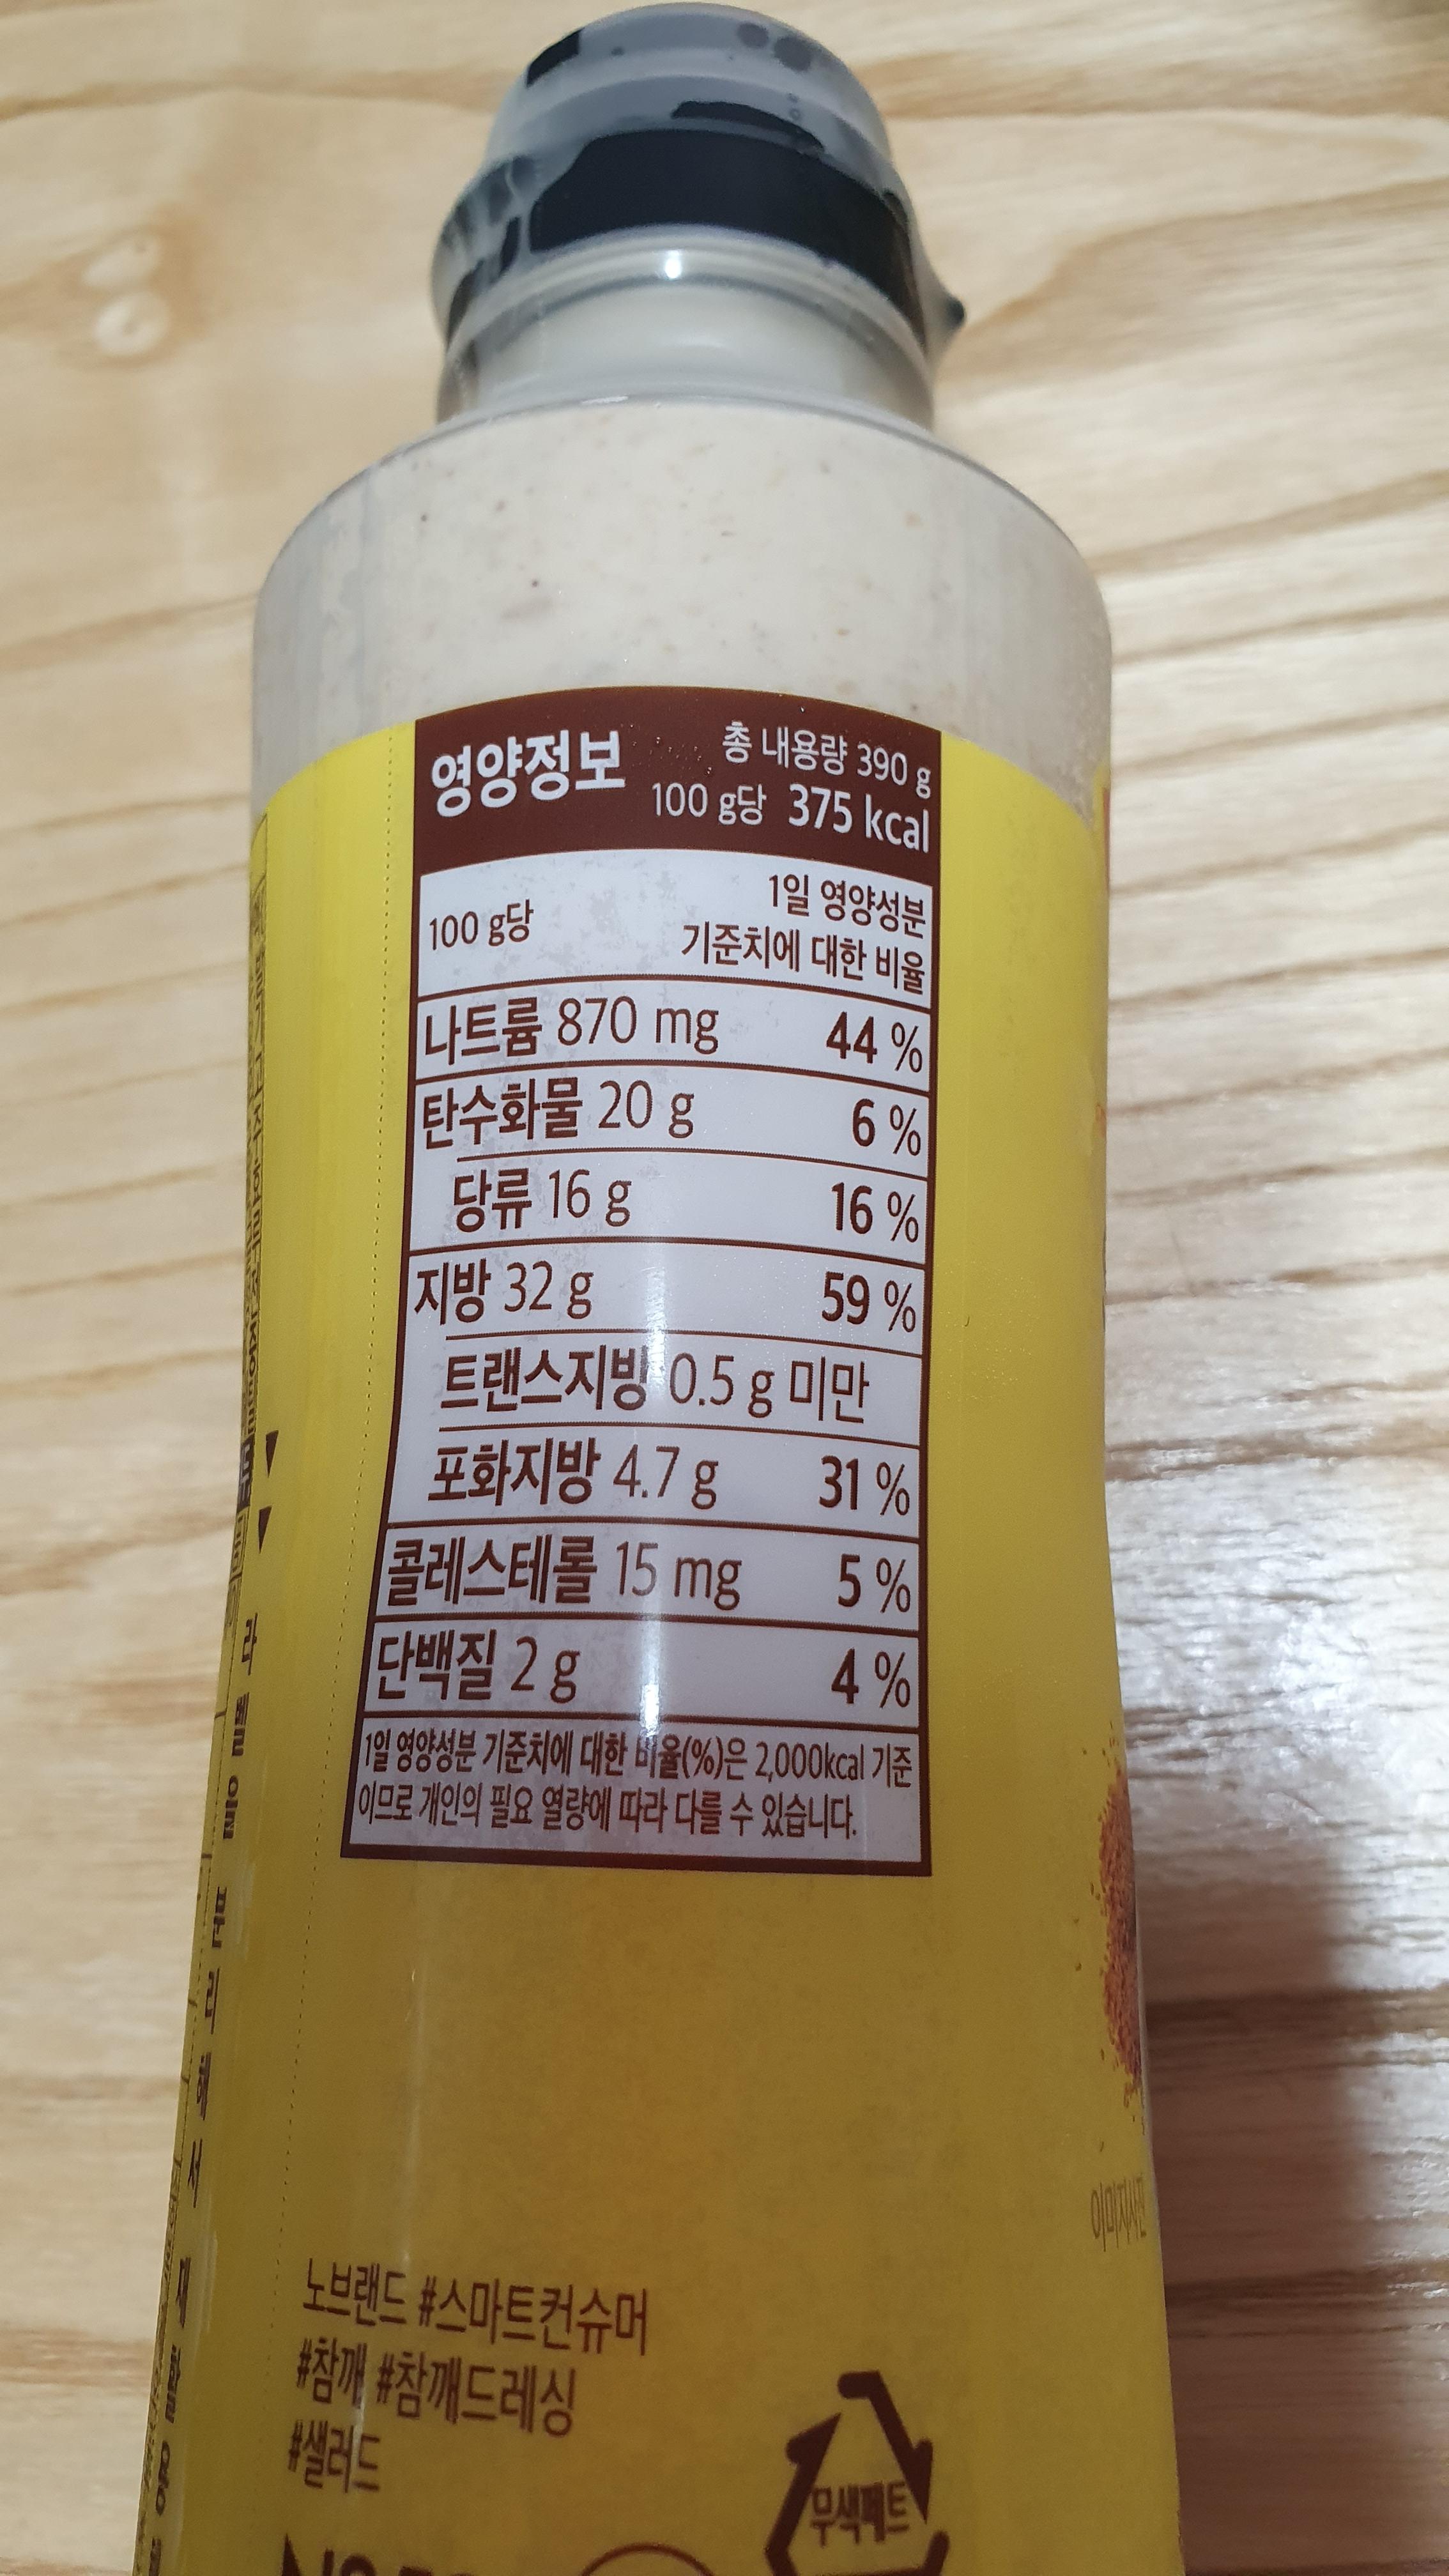 영양정보
총 내용량 390 g
100 g당 375 kcal
100 g당
1일 영양성분
기준치에 대한 비율
나트륨 870 mg 44 %
탄수화물 20 g 6 %
당류 16 g 16 %
지방 32 g 59 %
트랜스지방 0.5 g 미만
포화지방 4.7 g 31 %
콜레스테롤 15 mg 5 %
단백질 2 g 4 %
1일 영양성분 기준치에 대한 비율(%)은 2,000kcal 기준
이므로 개인의 필요 열량에 따라 다를 수 있습니다.
이미지사진
노브랜드 #스마트컨슈머
#참깨 #참깨드레싱
#샐러드
무색페트